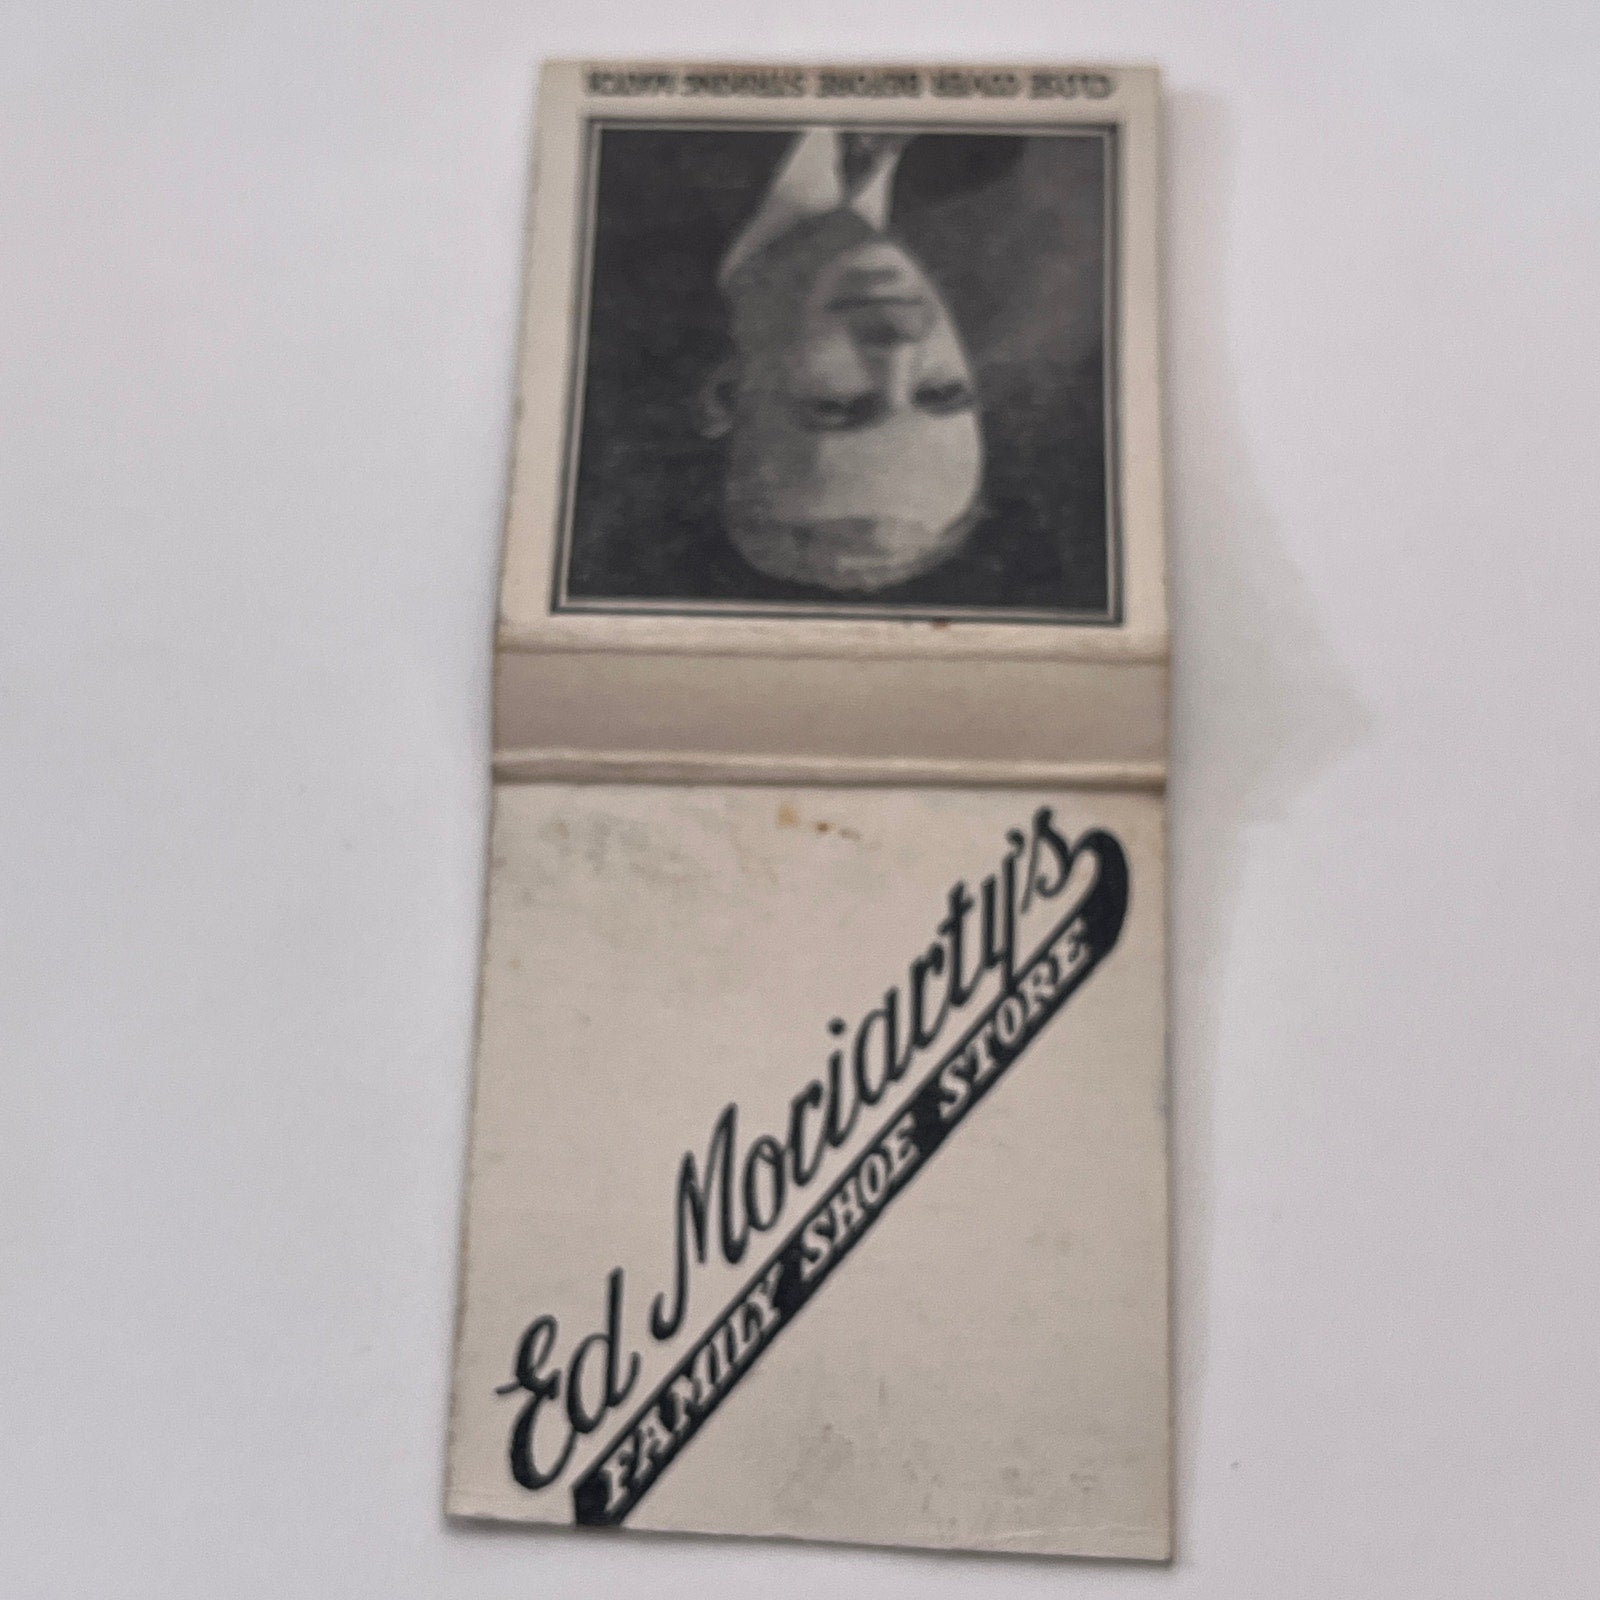 CLOSE COVER BEFORE STRIKING MATCH
Ed Moriarty's
FAMILY SHOE STORE